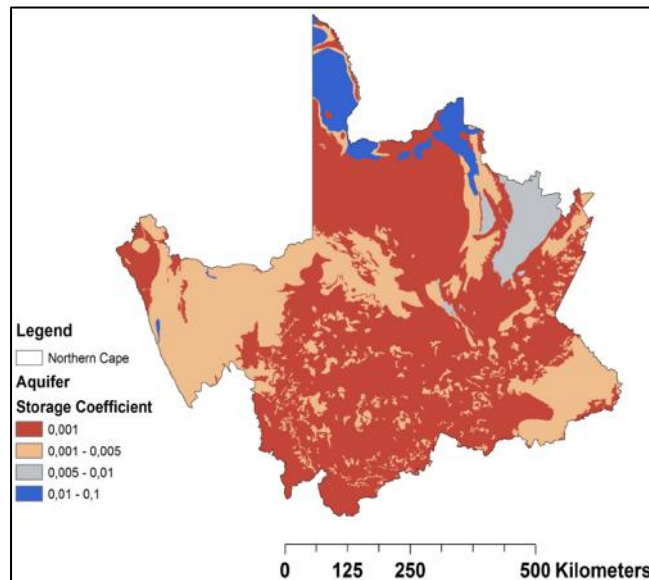 Legend
Northern Cape
Aquifer
Storage Coefficient
0,001
0,001 - 0,005
0,005 - 0,01
0,01 - 0,1
0 125 250 500 Kilometers